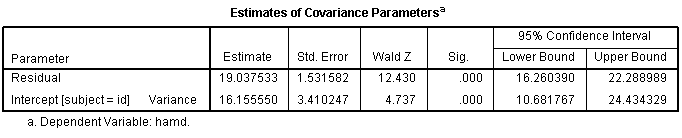 Estimates of Covariance Parametersa
95% Confidence Interval
Parameter Estimate Std. Error Wald Z Sig. Lower Bound Upper Bound
Residual 19.037533 1.531582 12.430 .000 16.260390 22.288989
Intercept [subject = id] Variance 16.155550 3.410247 4.737 .000 10.681767 24.434329
a. Dependent Variable: hamd.